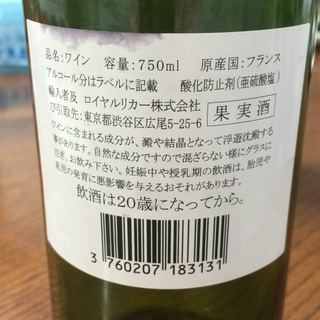 品名:ワイン 容量:750ml 原産国:フランス
アルコール分はラベルに記載 酸化防止剤(亜硫酸塩)
輸入者及 ロイヤルリカー株式会社
び引取先:東京都渋谷区広尾5-25-6
果実酒
ワインに含まれる成分が、澱や結晶となって浮遊沈殿する
事があります。自然な成分ですので混ざらない様にグラスに
注ぎ、お飲み下さい。妊娠中や授乳期の飲酒は、胎児や
乳児の発育に悪影響を与えるおそれがあります。
飲酒は20歳になってから。
3 760207 183131